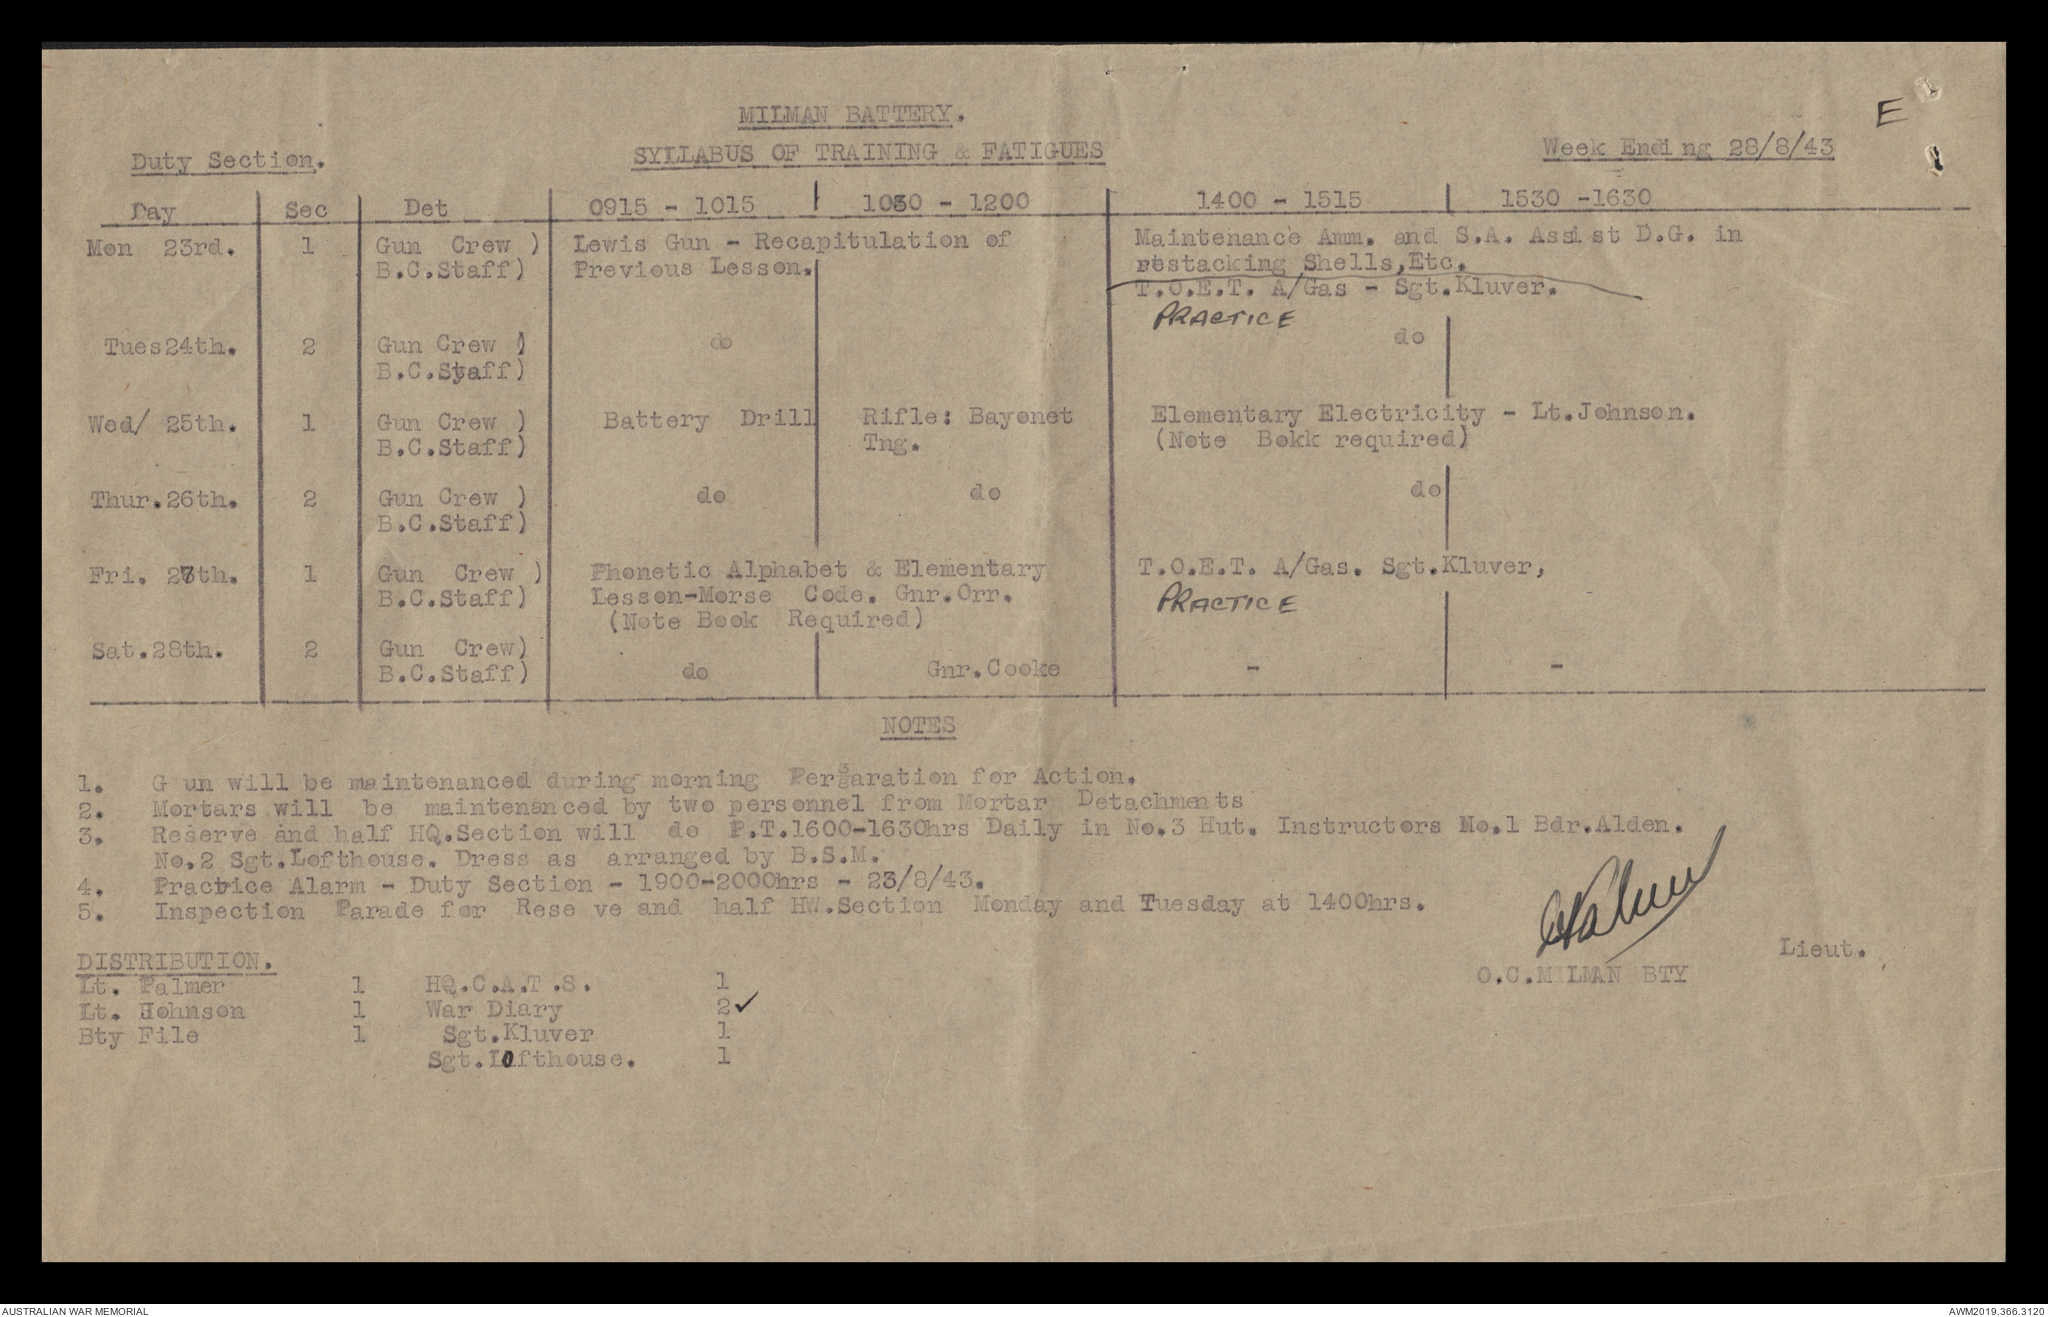 E
MILMAN BATTERY.
Duty Section. SYLLABUS OF TRAINING & FATIGUES Week Ending 28/8/43
Day Sec Det 0915 - 1015 1030 - 1200 1400 - 1515 1530 -1630
Mon 23rd. 1 Gun Crew ) Lewis Gun - Recapitulation of Maintenance Amm. and S.A. Assist D.G. in
B.C.Staff) Previous Lesson. restacking Shells,Etc.
T.O.E.T. A/Gas - Sgt.Kluver.
PRACTICE
Tues24th. 2 Gun Crew ) do do
B.C.Syaff)
Wed/ 25th. 1 Gun Crew ) Battery Drill Rifle: Bayonet Elementary Electricity - Lt.Johnson.
B.C.Staff) Tng. (Note Bokk required)
Thur.26th. 2 Gun Crew ) do do do
B.C.Staff)
Fri. 27th. 1 Gun Crew ) Phonetic Alphabet & Elementary T.O.E.T. A/Gas. Sgt.Kluver,
B.C.Staff) Lesson-Morse Code. Gnr.Orr. PRACTICE
(Note Book Required)
Sat.28th. 2 Gun Crew)
B.C.Staff) do Gnr.Cooke - -
NOTES
1. G un will be maintenanced during morning for Action.
2. Mortars will be maintenanced by two personnel from Mortar Detachments
3. Reserve and half HQ.Section will do P.T.1600-1630hrs Daily in No.3 Hut. Instructors No.1 Bdr.Alden.
No.2 Sgt.Lofthouse. Dress as arranged by B.S.M.
4. Practice Alarm - Duty Section - 1900-2000hrs - 23/8/43.
5. Inspection Parade for Rese ve and half HW.Section Monday and Tuesday at 1400hrs.
Lieut.
O.C.MILMAN BTY
DISTRIBUTION.
Lt. Palmer 1 HQ.C.A.T.S. 1
Lt. Hohnson 1 War Diary 2✓
Bty File 1 Sgt.Kluver 1
Sgt.Lofthouse. 1
AUSTRALIAN WAR MEMORIAL AWM2019.366.3120